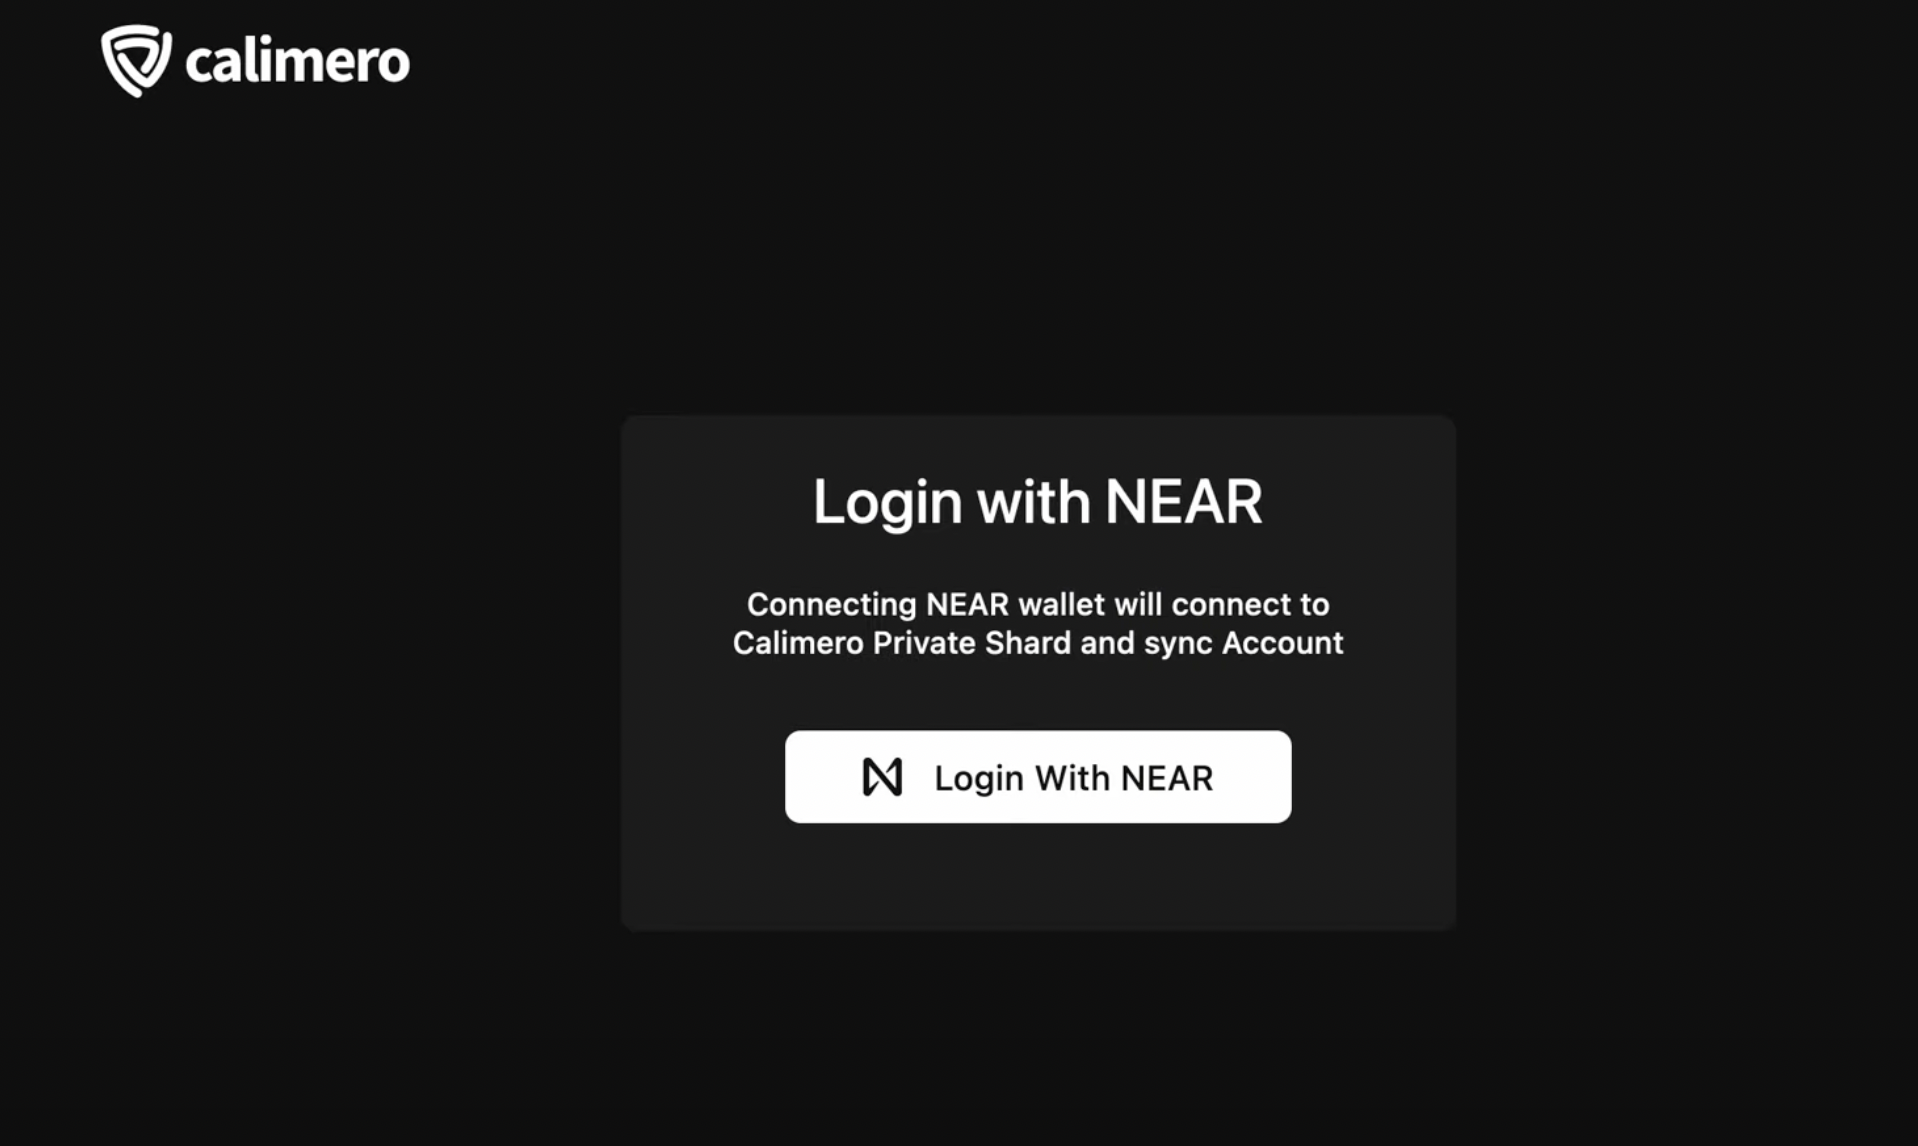 calimero
Login with NEAR
Connecting NEAR wallet will connect to
Calimero Private Shard and sync Account
Login With NEAR